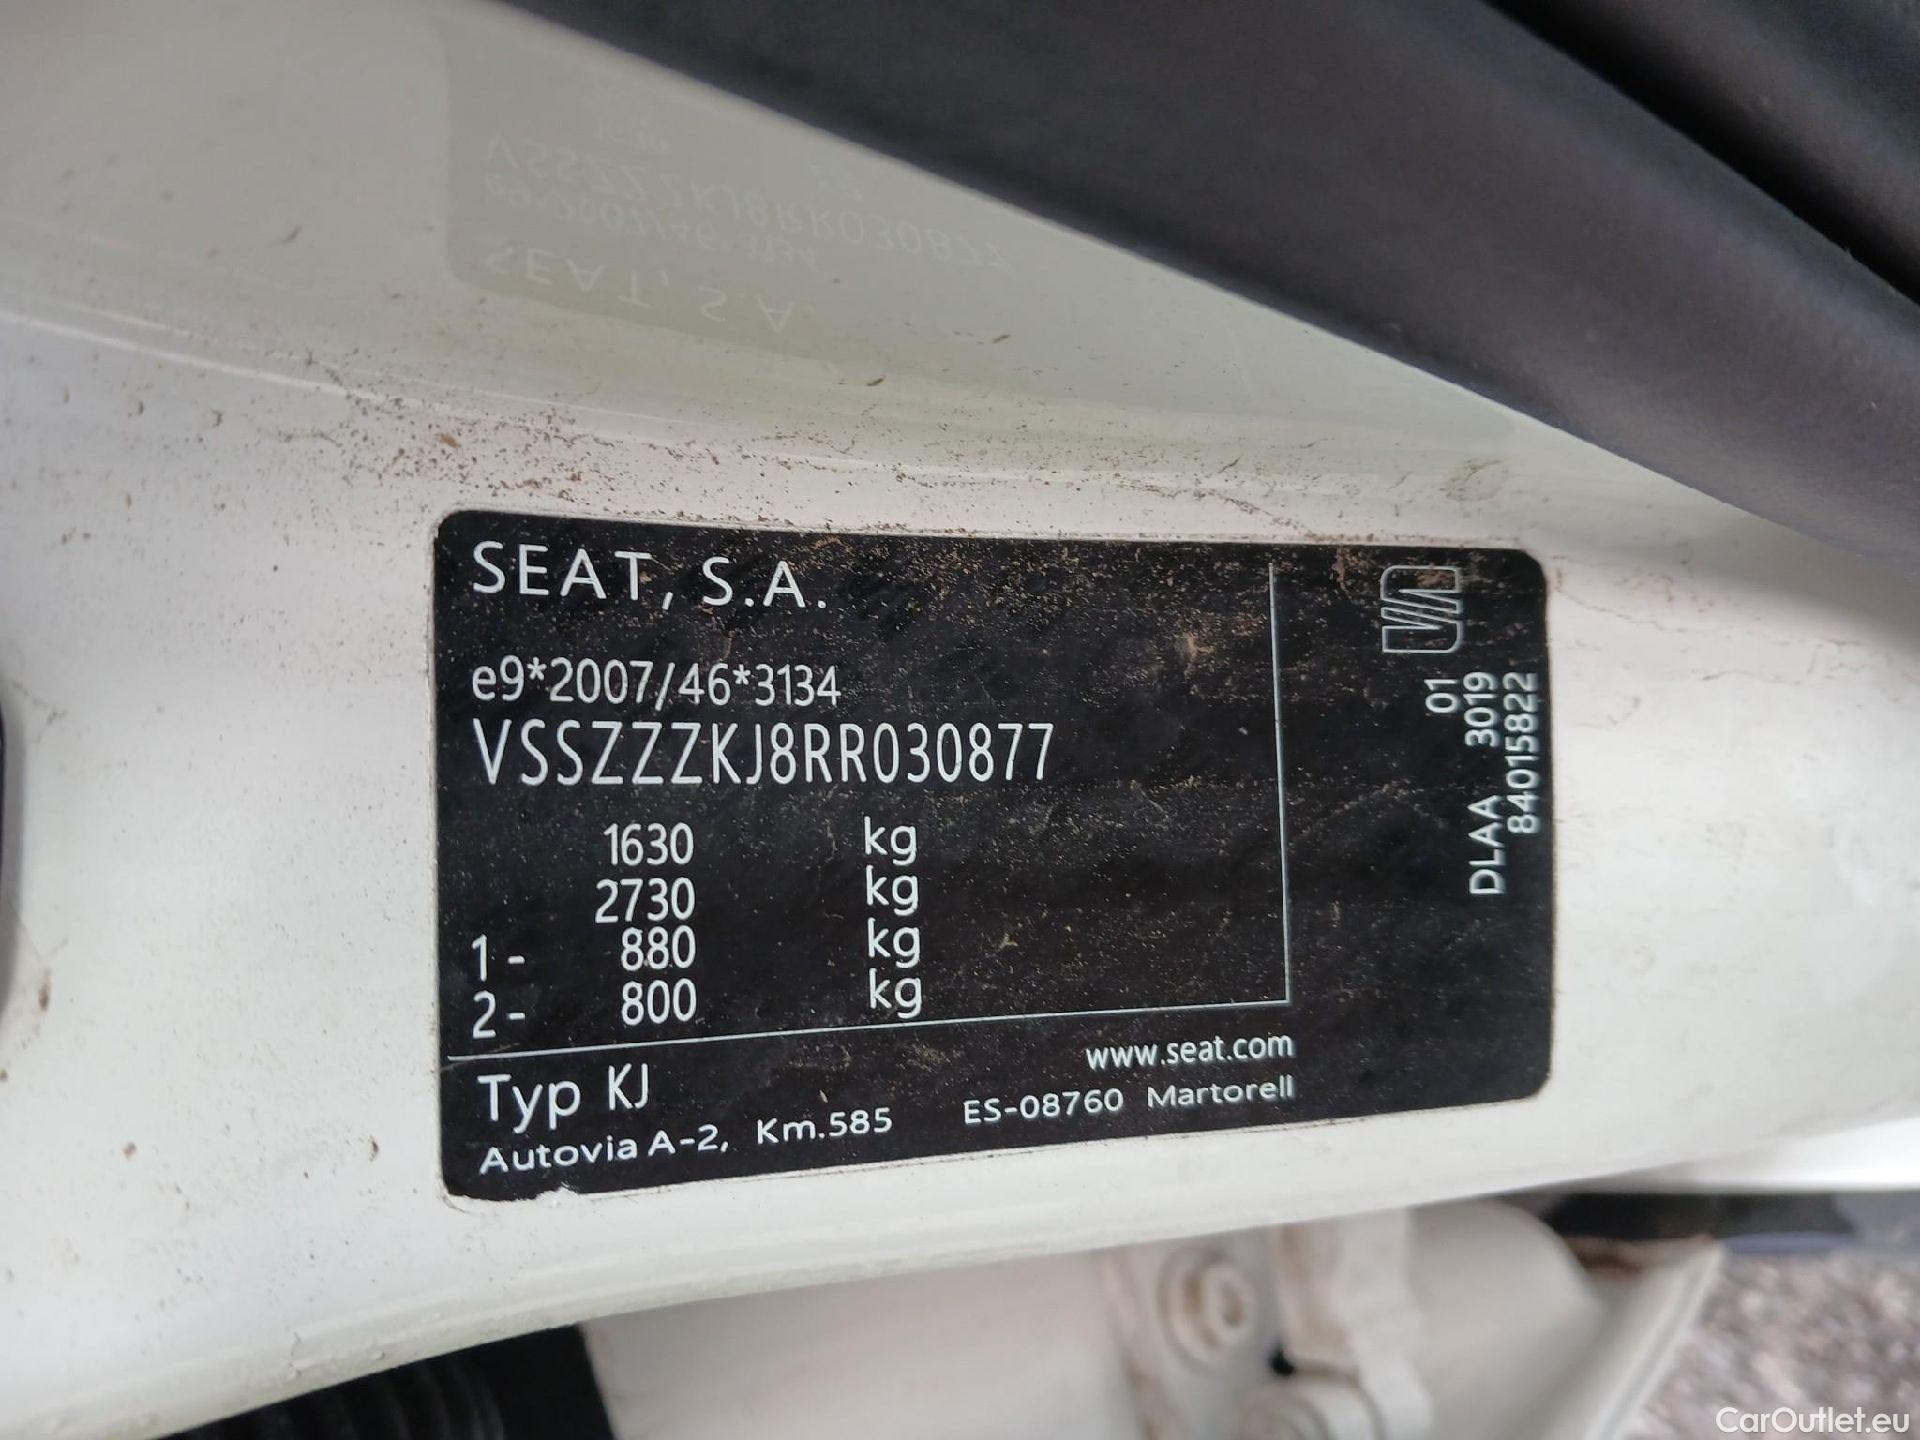 SEAT, S.A.
e9*2007/46*3134
VSSZZZKJ8RR030877
1630 kg
2730 kg
1- 880 kg
2- 800 kg
Typ KJ
www.seat.com
Autovia A-2, Km.585 ES-08760 Martorell
01
DLAA 3019
84015822
CarOutlet.eu